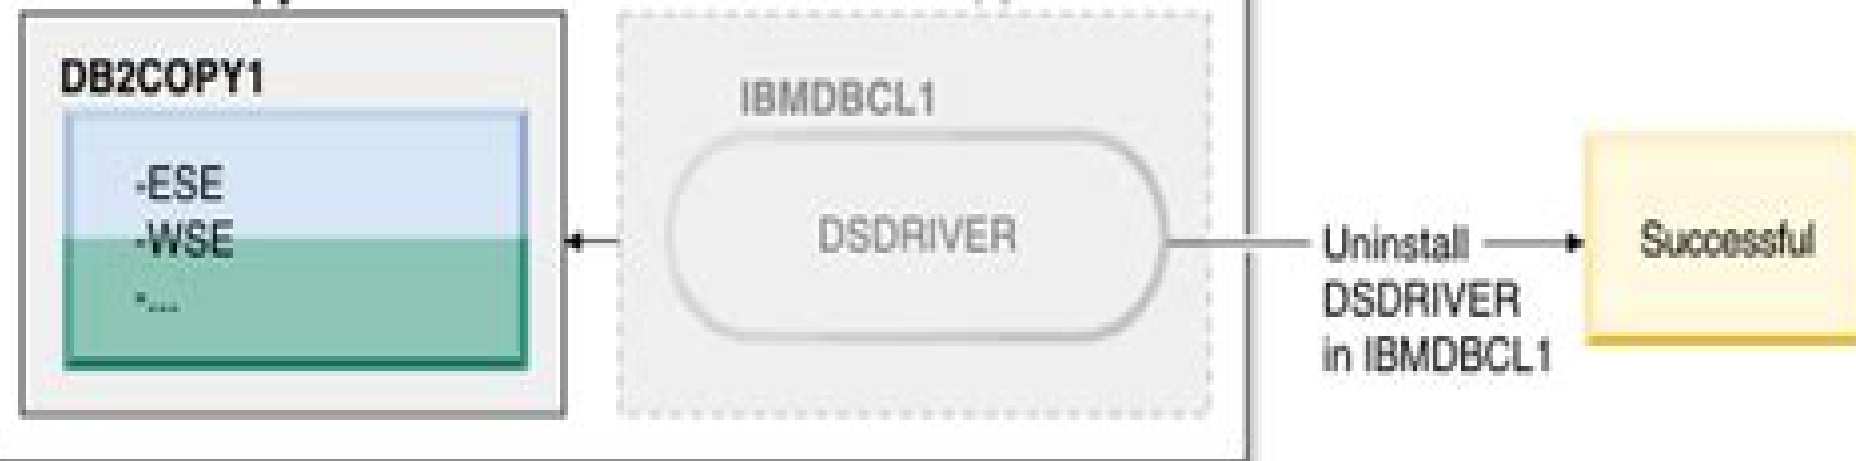 DB2COPY1
-ESE
-WSE
-...
IBMDBCL1
DSDRIVER
Uninstall
DSDRIVER
in IBMDBCL1
Successful